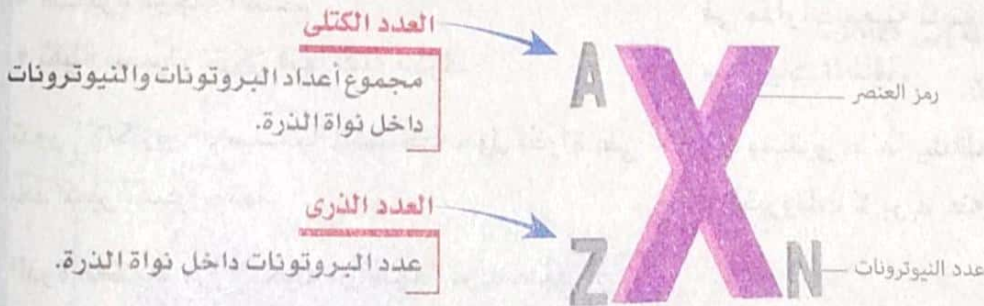 العدد الكتلى
مجموع أعداد البروتونات والنيوترونات
داخل نواة الذرة.
A
X
رمز العنصر
العدد الذرى
عدد البروتونات داخل نواة الذرة.
Z
N
عدد النيوترونات